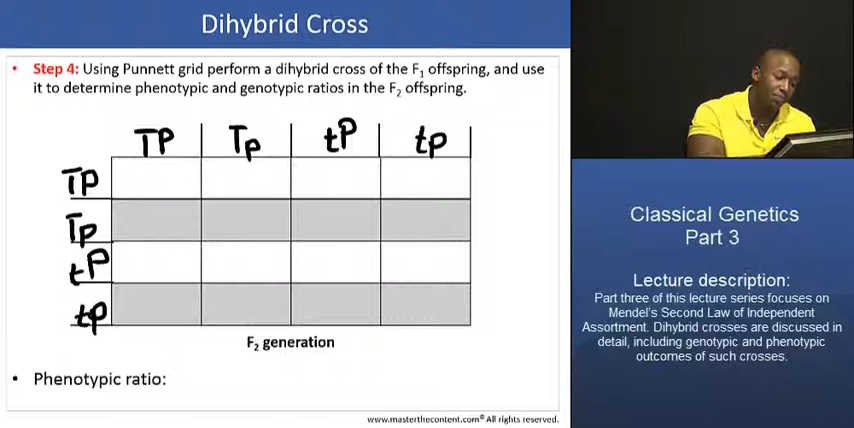 Dihybrid Cross
• Step 4: Using Punnett grid perform a dihybrid cross of the F₁ offspring, and use
it to determine phenotypic and genotypic ratios in the F₂ offspring.
TP Tp tP tp
TP
Tp
tP
tp
F₂ generation
• Phenotypic ratio:
www.masterthecontent.com© All rights reserved.
Classical Genetics
Part 3
Lecture description:
Part three of this lecture series focuses on
Mendel's Second Law of Independent
Assortment. Dihybrid crosses are discussed in
detail, including genotypic and phenotypic
outcomes of such crosses.